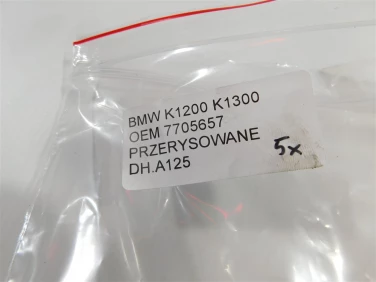 BMW K1200 K1300
OEM 7705657
PRZERYSOWANE
DH.A125
5x